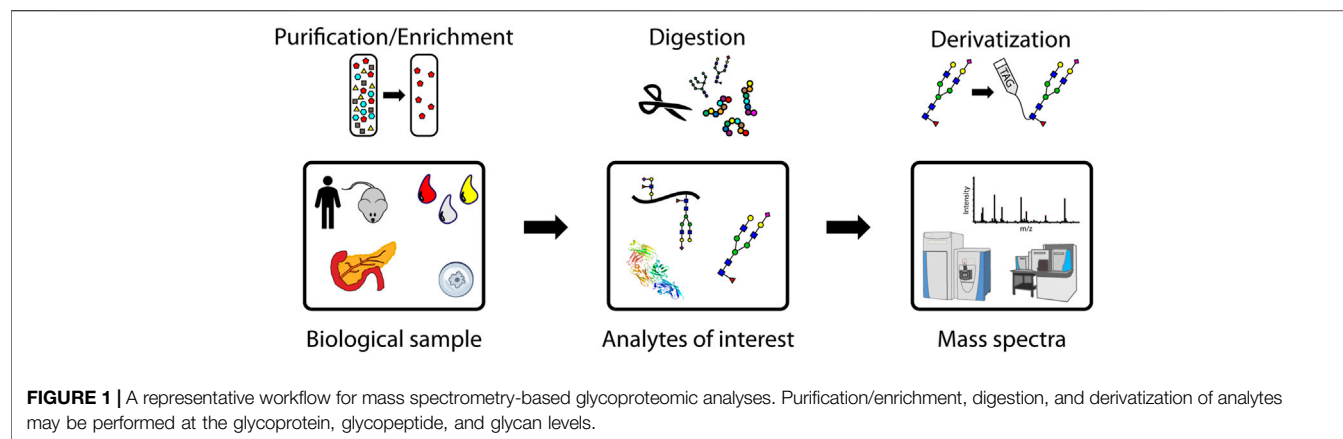 Purification/Enrichment
Digestion
Derivatization
TAG
Intensity
m/z
Biological sample
Analytes of interest
Mass spectra
FIGURE 1 | A representative workflow for mass spectrometry-based glycoproteomic analyses. Purification/enrichment, digestion, and derivatization of analytes
may be performed at the glycoprotein, glycopeptide, and glycan levels.